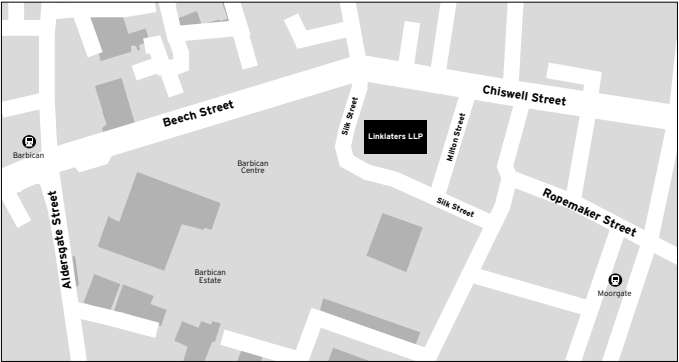 Chiswell Street
Beech Street
Silk Street
Linklaters LLP
Milton Street
Barbican
Barbican
Centre
Aldersgate Street
Silk Street
Ropemaker Street
Barbican
Estate
Moorgate